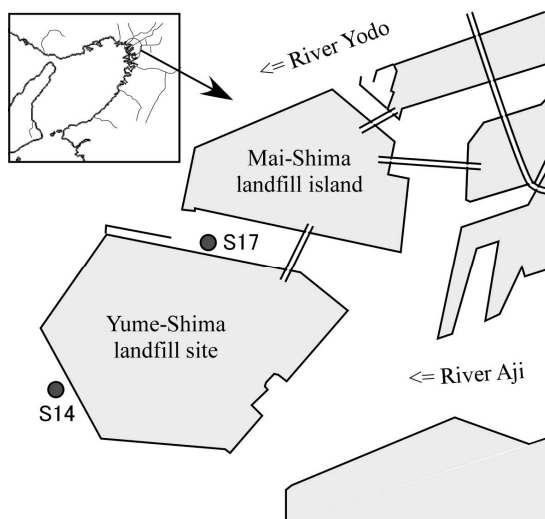 <= River Yodo
Mai-Shima
landfill island
S17
Yume-Shima
landfill site
<= River Aji
S14